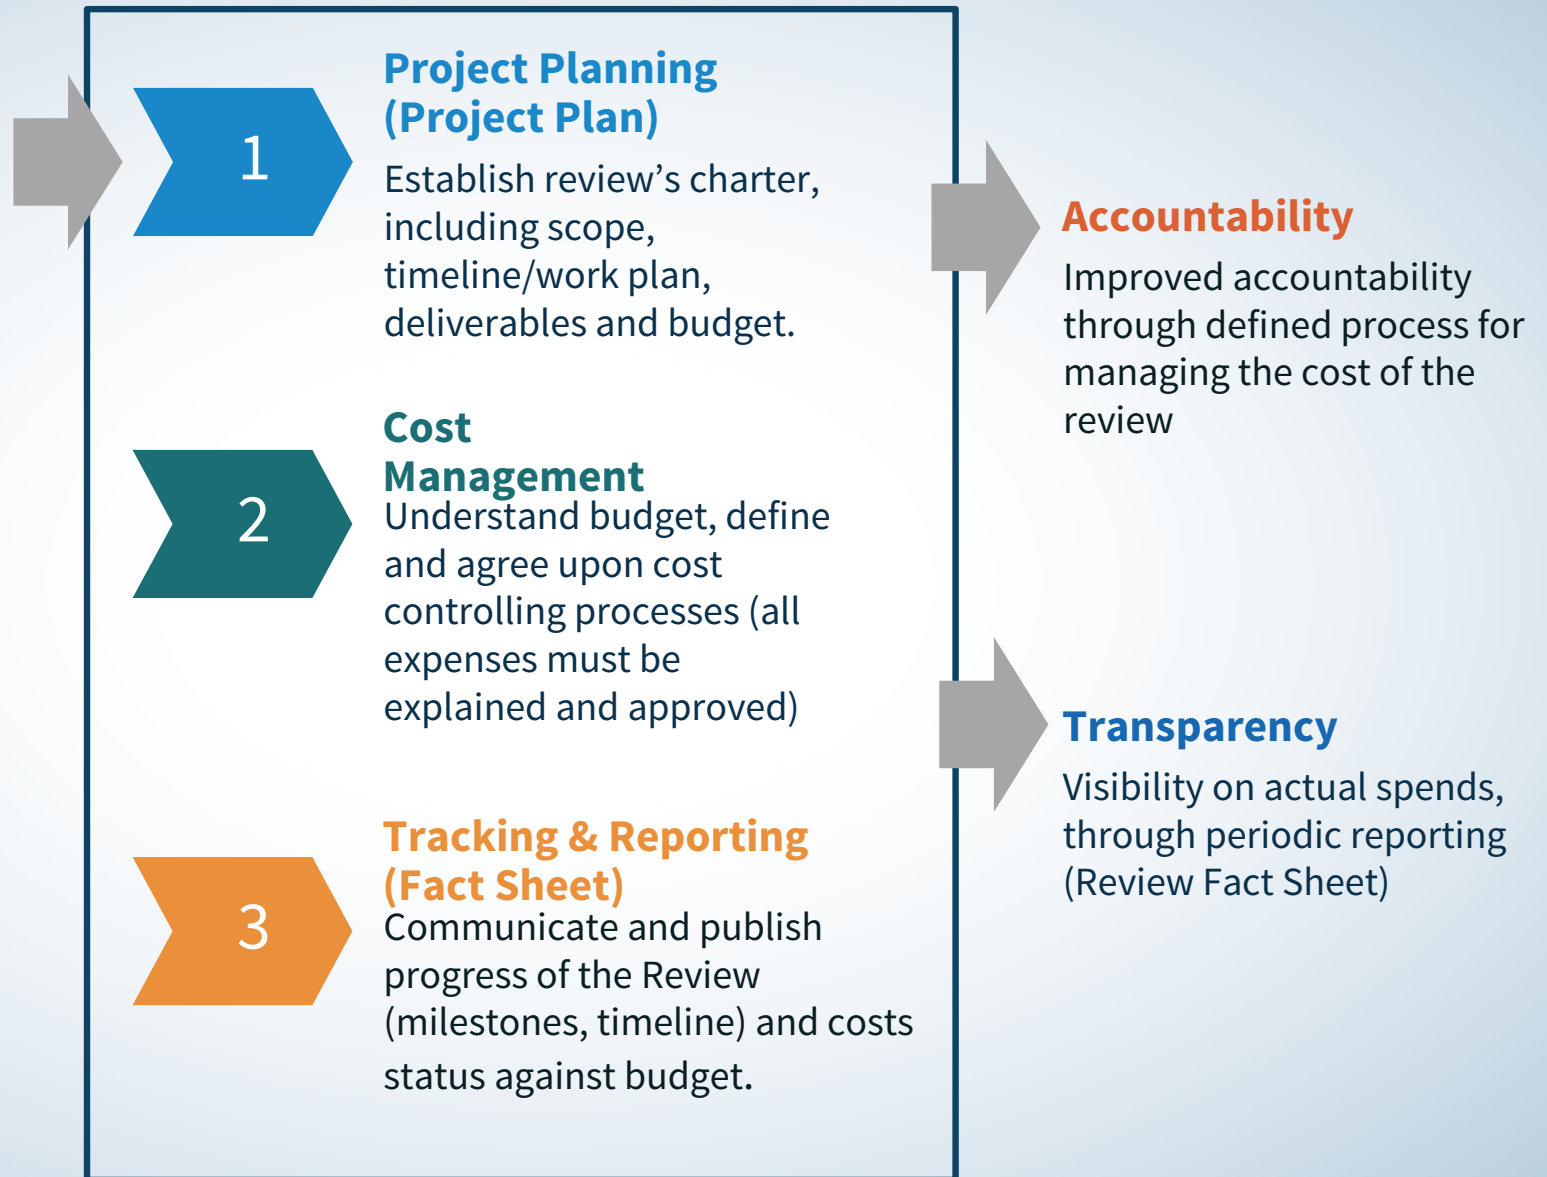 1
Project Planning
(Project Plan)
Establish review’s charter,
including scope,
timeline/work plan,
deliverables and budget.
2
Cost
Management
Understand budget, define
and agree upon cost
controlling processes (all
expenses must be
explained and approved)
3
Tracking & Reporting
(Fact Sheet)
Communicate and publish
progress of the Review
(milestones, timeline) and costs
status against budget.
Accountability
Improved accountability
through defined process for
managing the cost of the
review
Transparency
Visibility on actual spends,
through periodic reporting
(Review Fact Sheet)